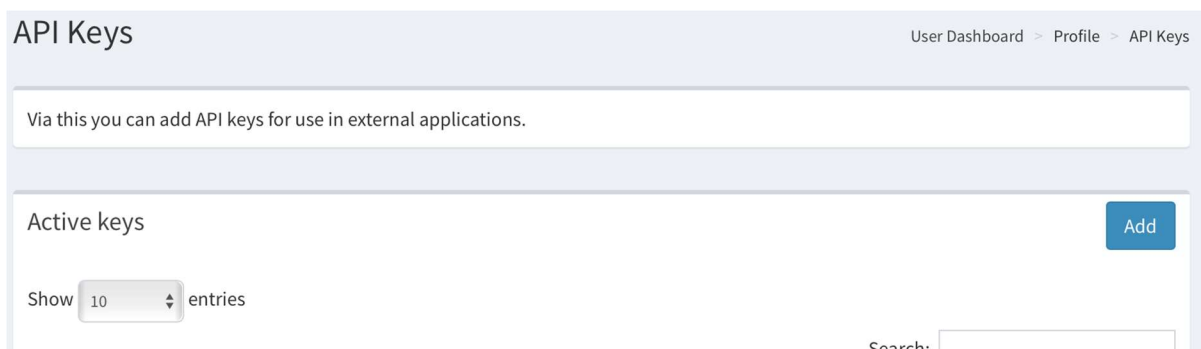 API Keys
User Dashboard > Profile > API Keys
Via this you can add API keys for use in external applications.
Active keys
Add
Show 10 entries
Search: